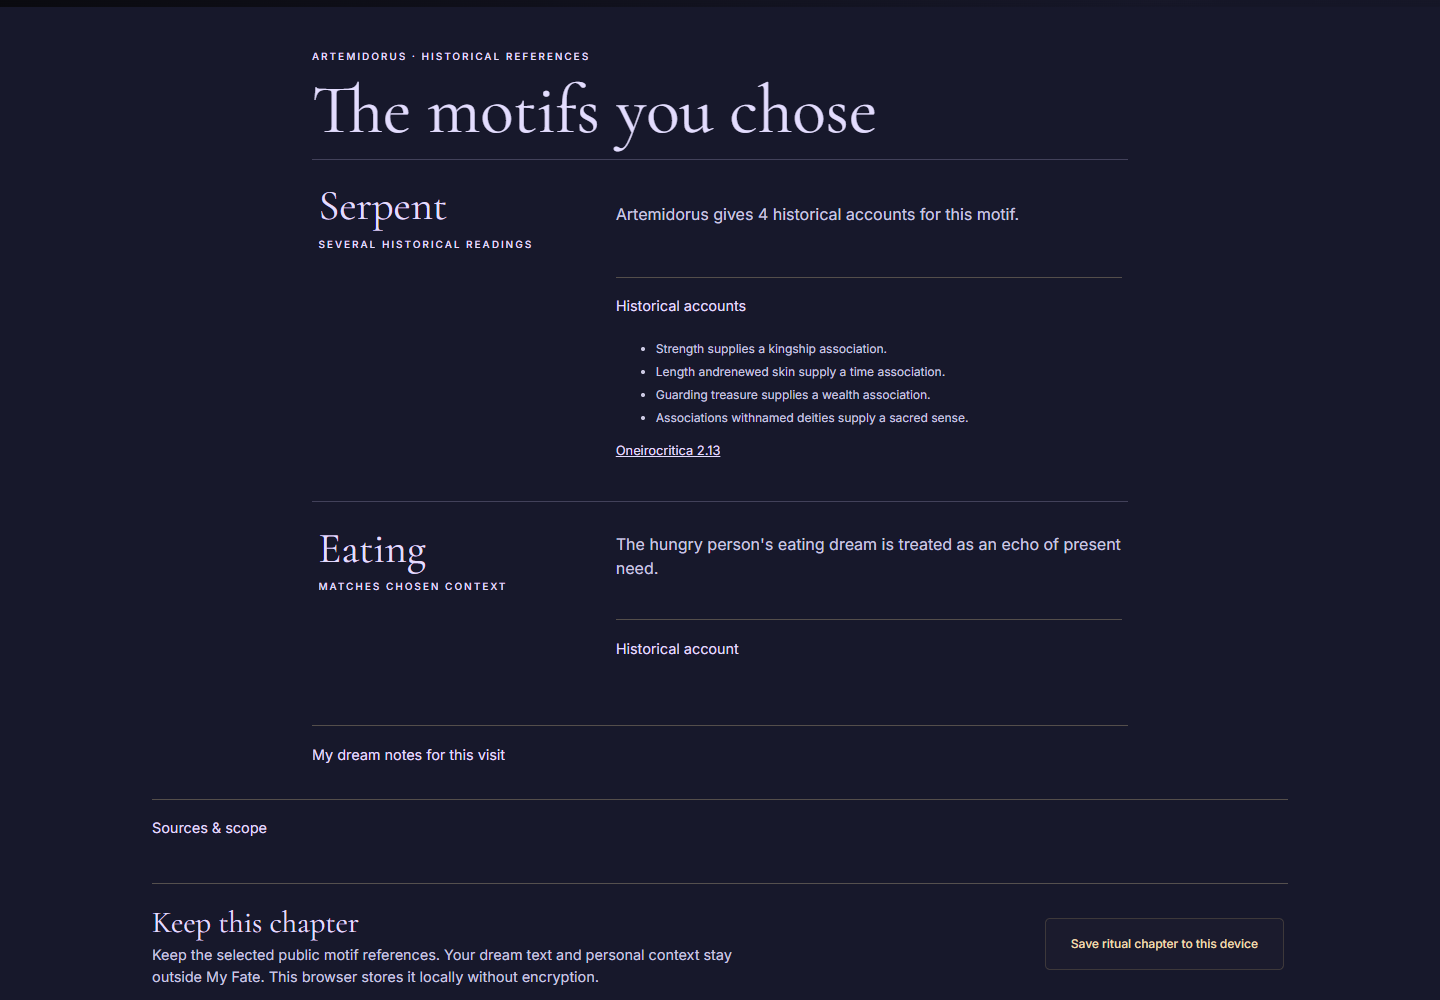 ARTEMIDORUS · HISTORICAL REFERENCES
The motifs you chose
Serpent
SEVERAL HISTORICAL READINGS
Artemidorus gives 4 historical accounts for this motif.
Historical accounts
• Strength supplies a kingship association.
• Length andrenewed skin supply a time association.
• Guarding treasure supplies a wealth association.
• Associations withnamed deities supply a sacred sense.
Oneirocritica 2.13
Eating
MATCHES CHOSEN CONTEXT
The hungry person's eating dream is treated as an echo of present
need.
Historical account
My dream notes for this visit
Sources & scope
Keep this chapter
Keep the selected public motif references. Your dream text and personal context stay
outside My Fate. This browser stores it locally without encryption.
Save ritual chapter to this device